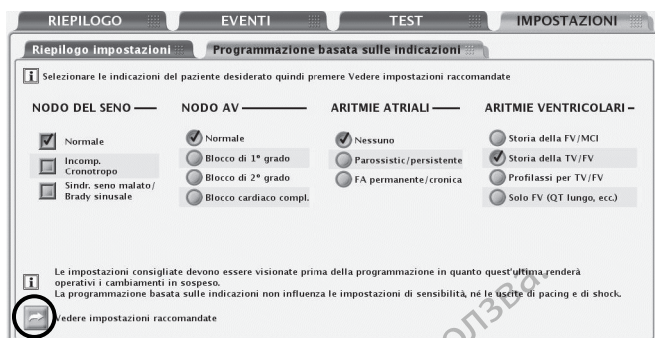 RIEPILOGO EVENTI TEST IMPOSTAZIONI
Riepilogo impostazioni Programmazione basata sulle indicazioni
i Selezionare le indicazioni del paziente desiderato quindi premere Vedere impostazioni raccomandate
NODO DEL SENO NODO AV ARITMIE ATRIALI ARITMIE VENTRICOLARI
Normale Normale Nessuno Storia della FV/MCI
Incomp. Cronotropo Blocco di 1° grado Parossistic/persistente Storia della TV/FV
Sindr. seno malato/ Brady sinusale Blocco di 2° grado FA permanente/cronica Profilassi per TV/FV
Blocco cardiaco compl. Solo FV (QT lungo, ecc.)
i Le impostazioni consigliate devono essere visionate prima della programmazione in quanto quest'ultima renderà
operativi i cambiamenti in sospeso.
La programmazione basata sulle indicazioni non influenza le impostazioni di sensibilità, né le uscite di pacing e di shock.
Vedere impostazioni raccomandate